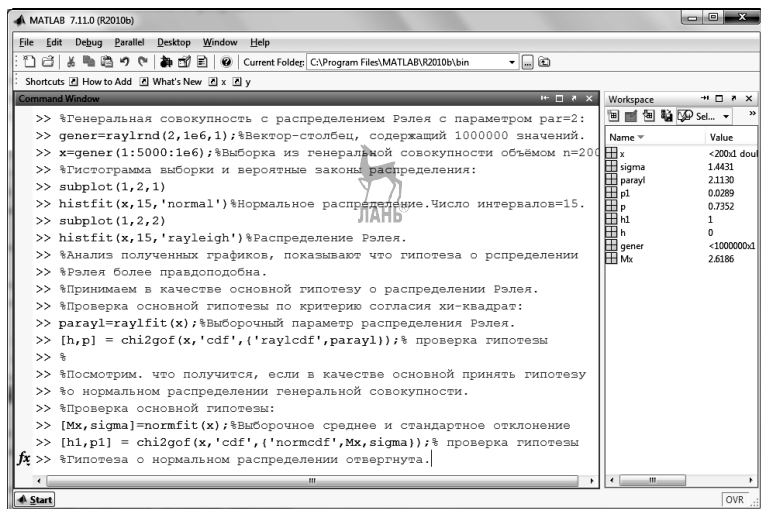 MATLAB 7.11.0 (R2010b)
File Edit Debug Parallel Desktop Window Help
Current Folder: C:\Program Files\MATLAB\R2010b\bin
Shortcuts How to Add What's New x y
Command Window
>> %Генеральная совокупность с распределением Рэлея с параметром par=2:
>> gener=raylrnd(2,1e6,1);%Вектор-столбец, содержащий 1000000 значений.
>> x=gener(1:5000:1e6);%Выборка из генеральной совокупности объёмом n=200
>> %Гистограмма выборки и вероятные законы распределения:
>> subplot(1,2,1)
>> histfit(x,15,'normal')%Нормальное распределение.Число интервалов=15.
>> subplot(1,2,2)
>> histfit(x,15,'rayleigh')%Распределение Рэлея.
>> %Анализ полученных графиков, показывают что гипотеза о рспределении
>> %Рэлея более правдоподобна.
>> %Принимаем в качестве основной гипотезу о распределении Рэлея.
>> %Проверка основной гипотезы по критерию согласия хи-квадрат:
>> parayl=raylfit(x);%Выборочный параметр распределения Рэлея.
>> [h,p] = chi2gof(x,'cdf',{'raylcdf',parayl});% проверка гипотезы
>> %
>> %Посмотрим. что получится, если в качестве основной принять гипотезу
>> %о нормальном распределении генеральной совокупности.
>> %Проверка основной гипотезы:
>> [Mx,sigma]=normfit(x);%Выборочное среднее и стандартное отклонение
>> [h1,p1] = chi2gof(x,'cdf',{'normcdf',Mx,sigma});% проверка гипотезы
fx >> %Гипотеза о нормальном распределении отвергнута.
ЛАНЬ
Workspace
Sel... »
Name Value
x <200x1 doul
sigma 1.4431
parayl 2.1130
p1 0.0289
p 0.7352
h1 1
h 0
gener <1000000x1
Mx 2.6186
Start
OVR